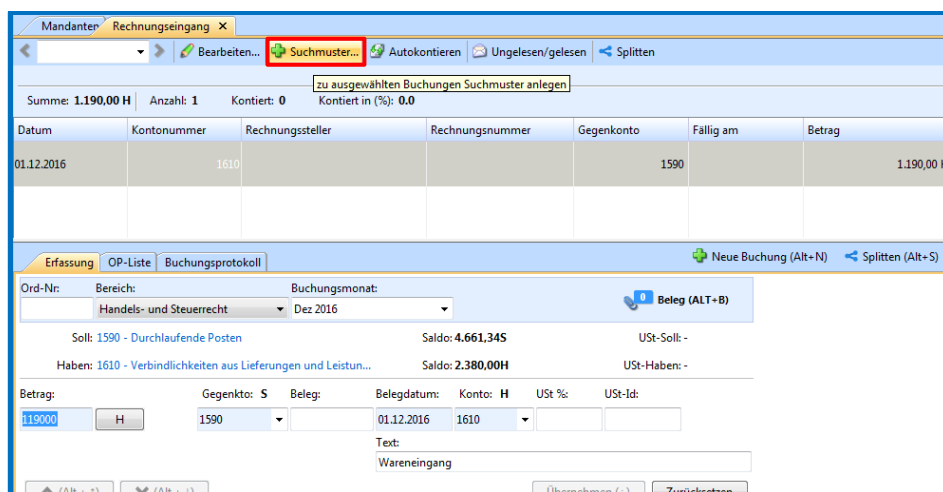 Mandanten Rechnungseingang ×
Bearbeiten... Suchmuster... Autokontieren Ungelesen/gelesen Splitten
zu ausgewählten Buchungen Suchmuster anlegen
Summe: 1.190,00 H Anzahl: 1 Kontiert: 0 Kontiert in (%): 0.0
Datum Kontonummer Rechnungssteller Rechnungsnummer Gegenkonto Fällig am Betrag
01.12.2016 1610 1590 1.190,00 H
Erfassung OP-Liste Buchungsprotokoll Neue Buchung (Alt+N) Splitten (Alt+S)
Ord-Nr: Bereich: Buchungsmonat:
Handels- und Steuerrecht Dez 2016 0 Beleg (ALT+B)
Soll: 1590 - Durchlaufende Posten Saldo: 4.661,34S USt-Soll: -
Haben: 1610 - Verbindlichkeiten aus Lieferungen und Leistun... Saldo: 2.380,00H USt-Haben: -
Betrag: Gegenkto: S Beleg: Belegdatum: Konto: H USt %: USt-Id:
119000 H 1590 01.12.2016 1610
Text:
Wareneingang
Zurücksetzen